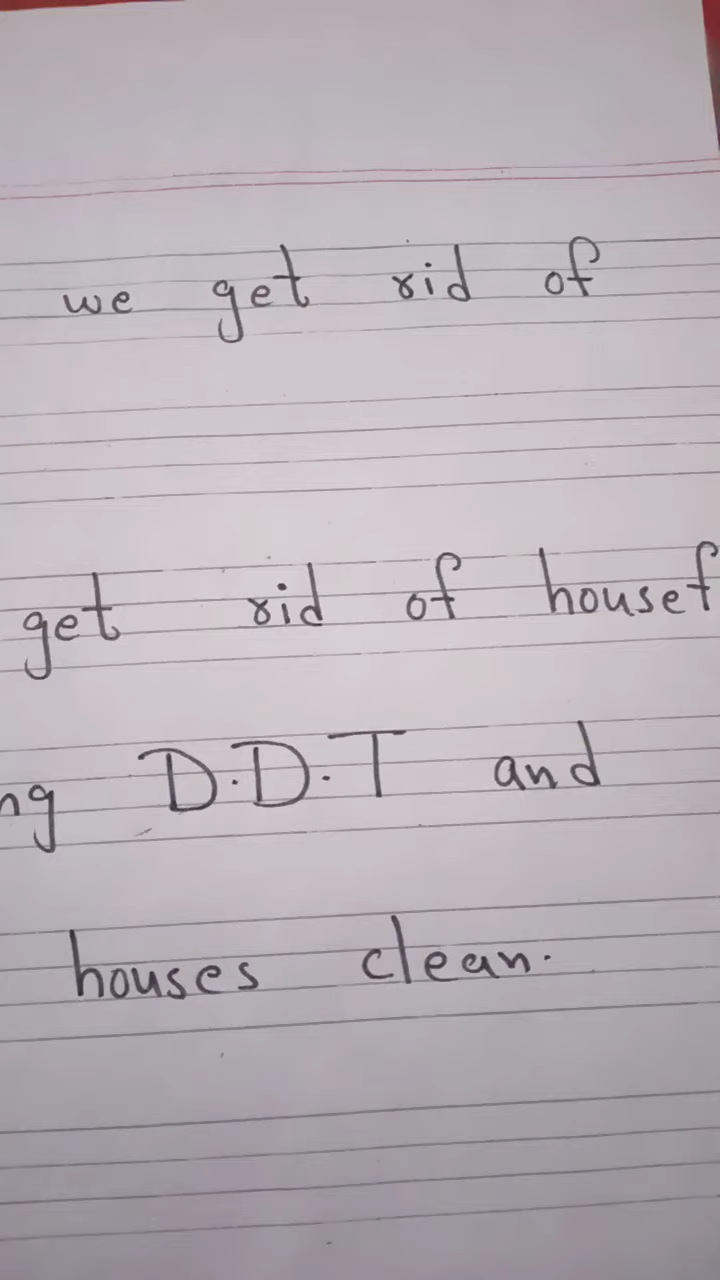 we get rid of
get rid of housef
ng D.D.T and
houses clean.